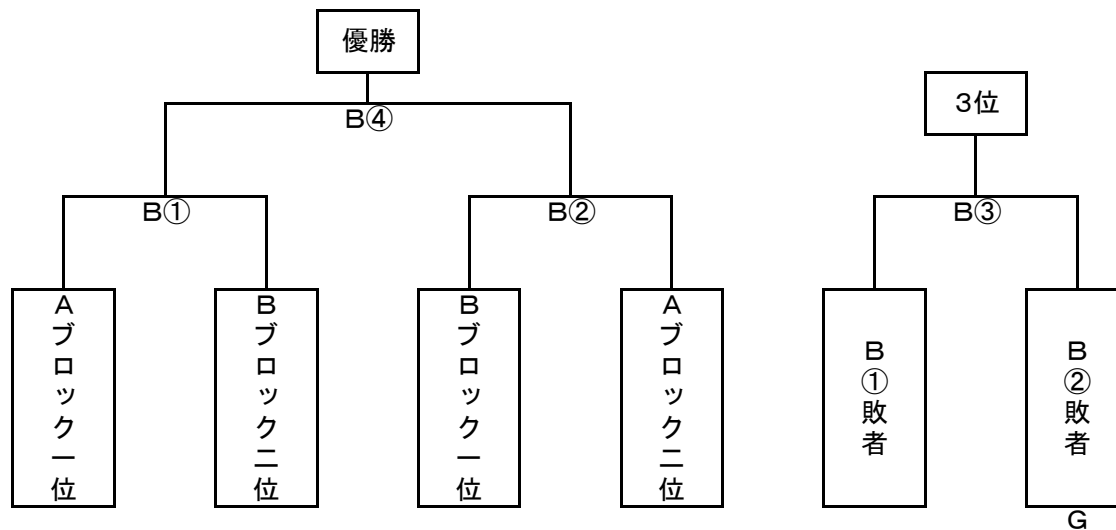 優勝
３位
Ｂ④
Ｂ①
Ｂ②
Ｂ③
Ａブロック一位
Ｂブロック二位
Ｂブロック一位
Ａブロック二位
Ｂ①敗者
Ｂ②敗者
Ｇ